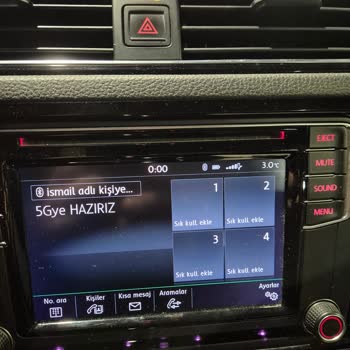 EJECT
0:00
3.0°C
MUTE
ismail adlı kişiye...
1
2
SOUND
5Gye HAZIRIZ
MENU
Sık kull. ekle
Sık kull. ekle
3
4
Sık kull. ekle
Sık kull. ekle
No. ara
Kişiler
Kısa mesaj
Aramalar
Ayarlar